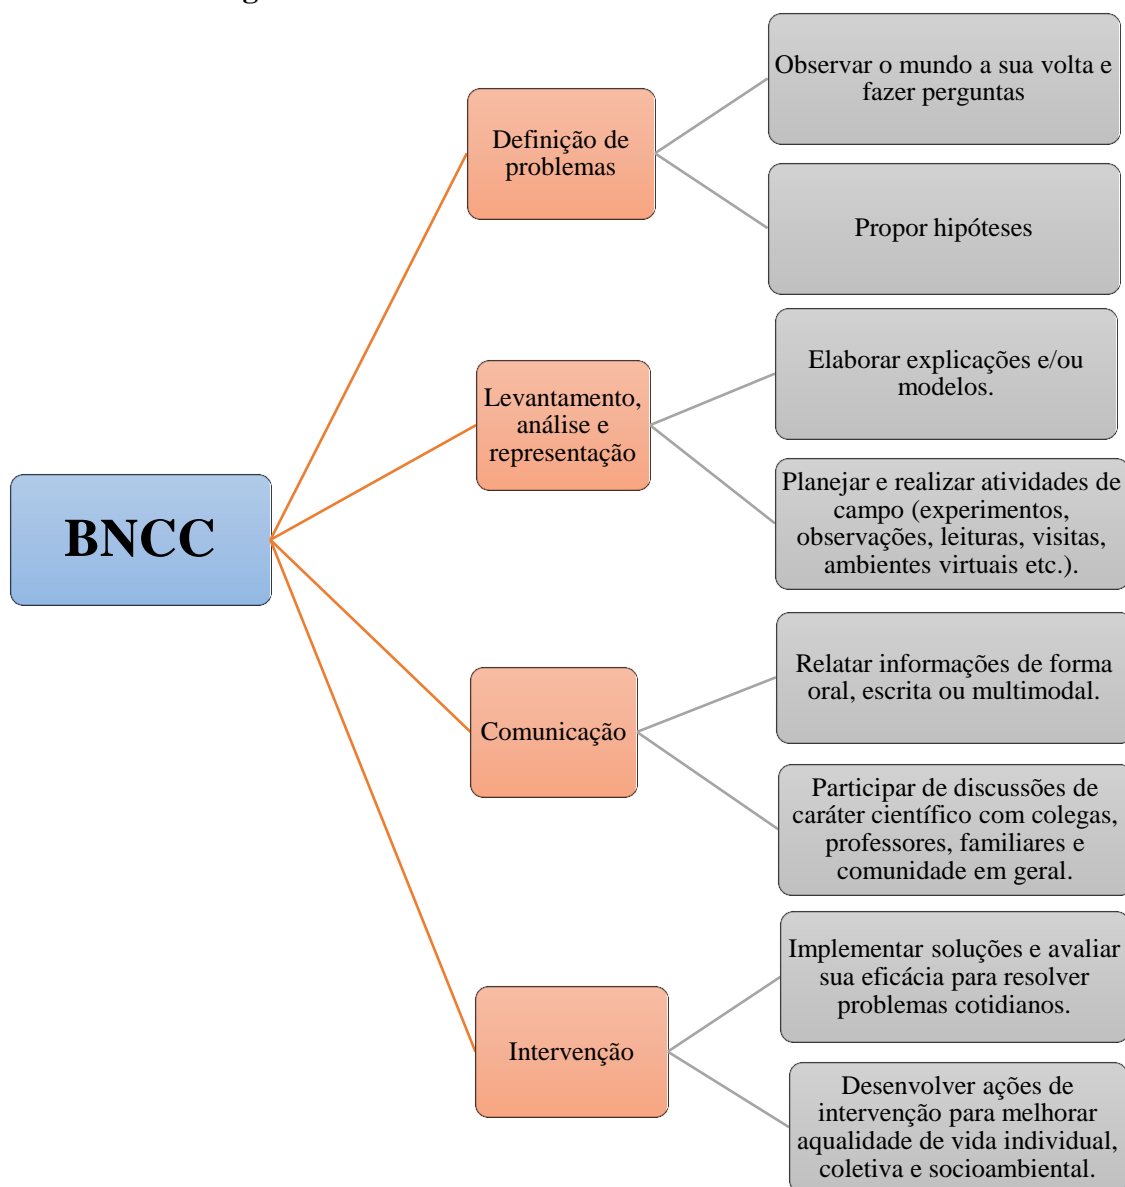 Observar o mundo a sua volta e
fazer perguntas
Definição de
problemas
Propor hipóteses
Elaborar explicações e/ou
modelos.
Levantamento,
análise e
representação
Planejar e realizar atividades de
campo (experimentos,
observações, leituras, visitas,
ambientes virtuais etc.).
BNCC
Relatar informações de forma
oral, escrita ou multimodal.
Comunicação
Participar de discussões de
caráter científico com colegas,
professores, familiares e
comunidade em geral.
Implementar soluções e avaliar
sua eficácia para resolver
problemas cotidianos.
Intervenção
Desenvolver ações de
intervenção para melhorar
aqualidade de vida individual,
coletiva e socioambiental.